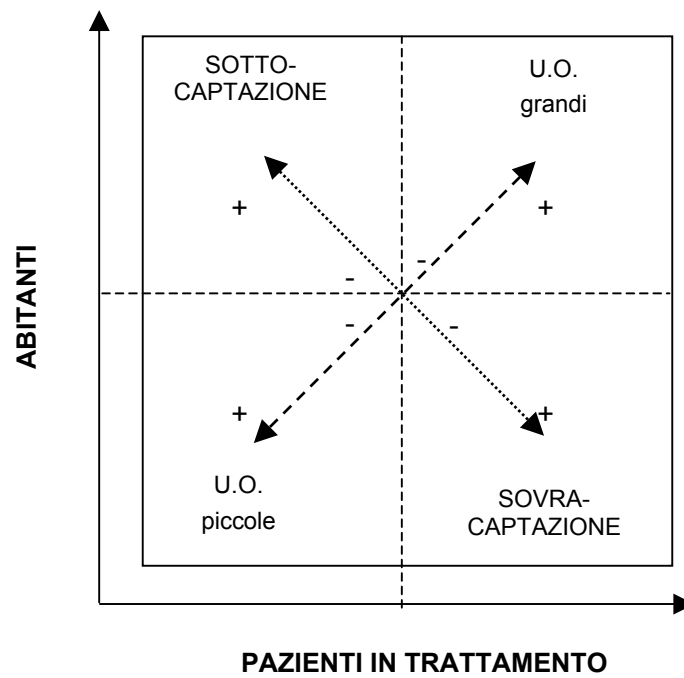 SOTTO-
CAPTAZIONE
U.O.
grandi
+
+
-
-
-
-
+
+
U.O.
piccole
SOVRA-
CAPTAZIONE
ABITANTI
PAZIENTI IN TRATTAMENTO